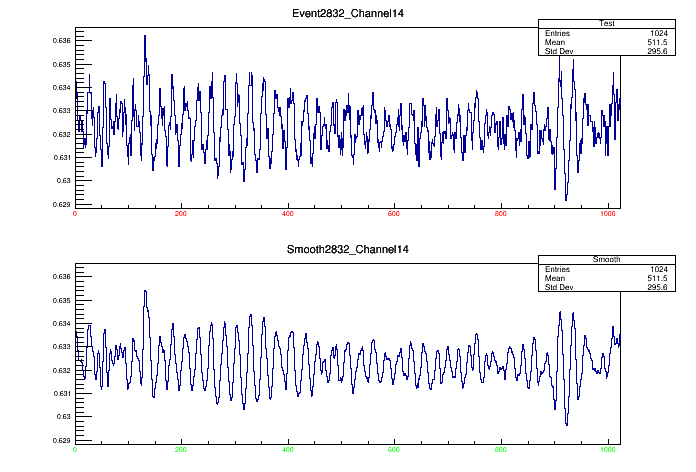 Event2832_Channel14
Test
Entries 1024
Mean 511.5
Std Dev 295.6
0.636
0.635
0.634
0.633
0.632
0.631
0.63
0.629
0 200 400 600 800 1000
Smooth2832_Channel14
Smooth
Entries 1024
Mean 511.5
Std Dev 295.6
0.636
0.635
0.634
0.633
0.632
0.631
0.63
0.629
0 200 400 600 800 1000